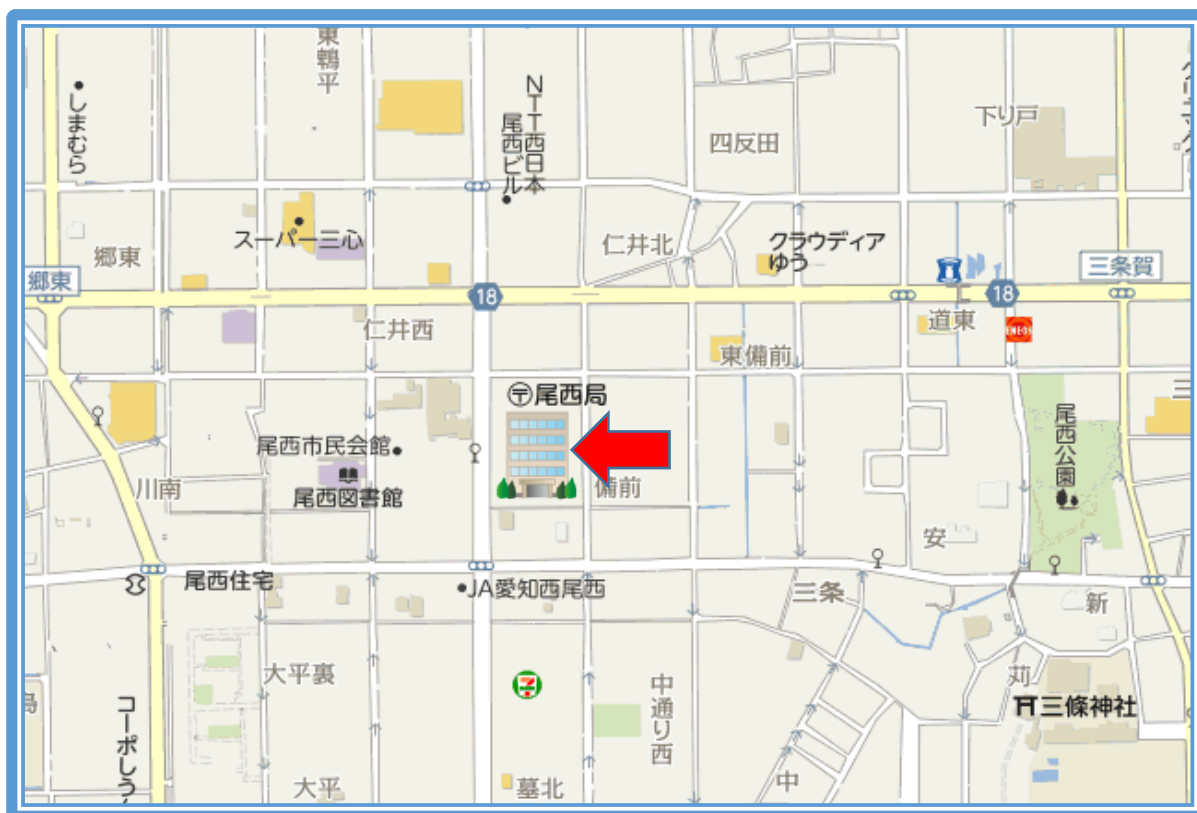 東鵯平
しまむら
NTT西日本
尾西ビル
四反田
下り戸
スーパー三心
仁井北
クラウディア
ゆう
郷東
郷東
三条賀
18
18
仁井西
道東
ENEOS
東備前
尾西局
尾西公園
尾西市民会館
尾西図書館
川南
備前
安
尾西住宅
JA愛知西尾西
三条
新
大平裏
7
中通り西
苅
三條神社
コーポしう
大平
墓北
中